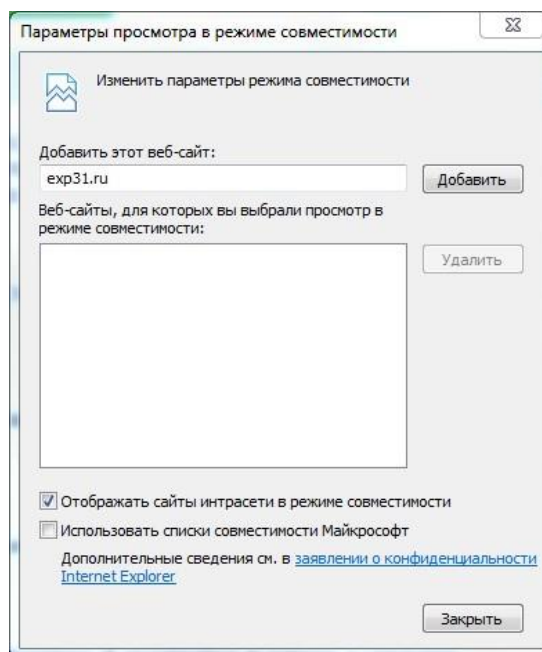 Параметры просмотра в режиме совместимости
Изменить параметры режима совместимости
Добавить этот веб-сайт:
exp31.ru
Добавить
Веб-сайты, для которых вы выбрали просмотр в
режиме совместимости:
Удалить
Отображать сайты интрасети в режиме совместимости
Использовать списки совместимости Майкрософт
Дополнительные сведения см. в заявлении о конфиденциальности
Internet Explorer
Закрыть